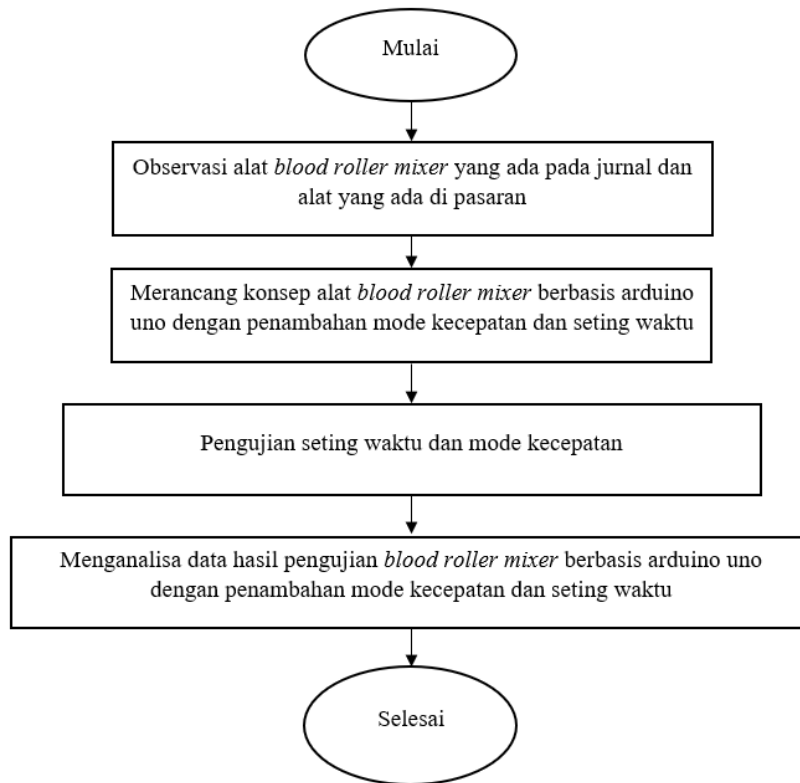 Mulai
Observasi alat blood roller mixer yang ada pada jurnal dan
alat yang ada di pasaran
Merancang konsep alat blood roller mixer berbasis arduino
uno dengan penambahan mode kecepatan dan seting waktu
Pengujian seting waktu dan mode kecepatan
Menganalisa data hasil pengujian blood roller mixer berbasis arduino uno
dengan penambahan mode kecepatan dan seting waktu
Selesai